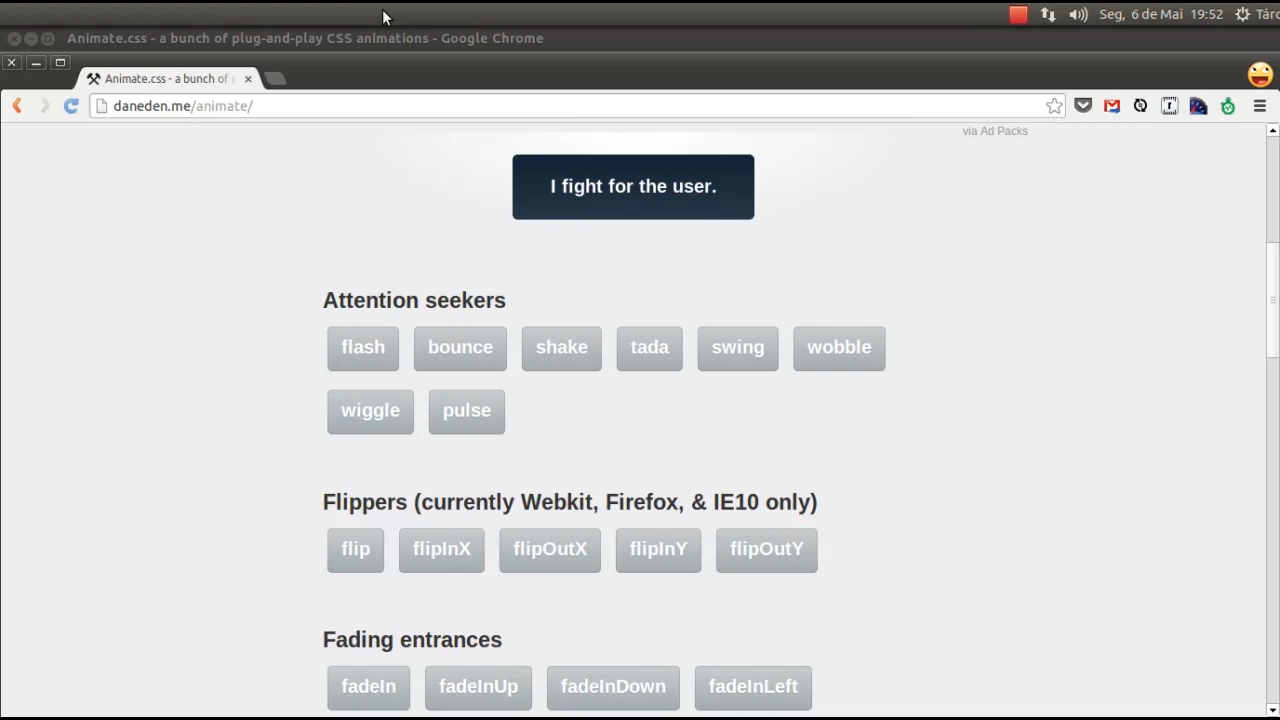 Seg, 6 de Mai 19:52
Animate.css - a bunch of plug-and-play CSS animations - Google Chrome
Animate.css - a bunch of
daneden.me/animate/
via Ad Packs
I fight for the user.
Attention seekers
flash bounce shake tada swing wobble
wiggle pulse
Flippers (currently Webkit, Firefox, & IE10 only)
flip flipInX flipOutX flipInY flipOutY
Fading entrances
fadeIn fadeInUp fadeInDown fadeInLeft